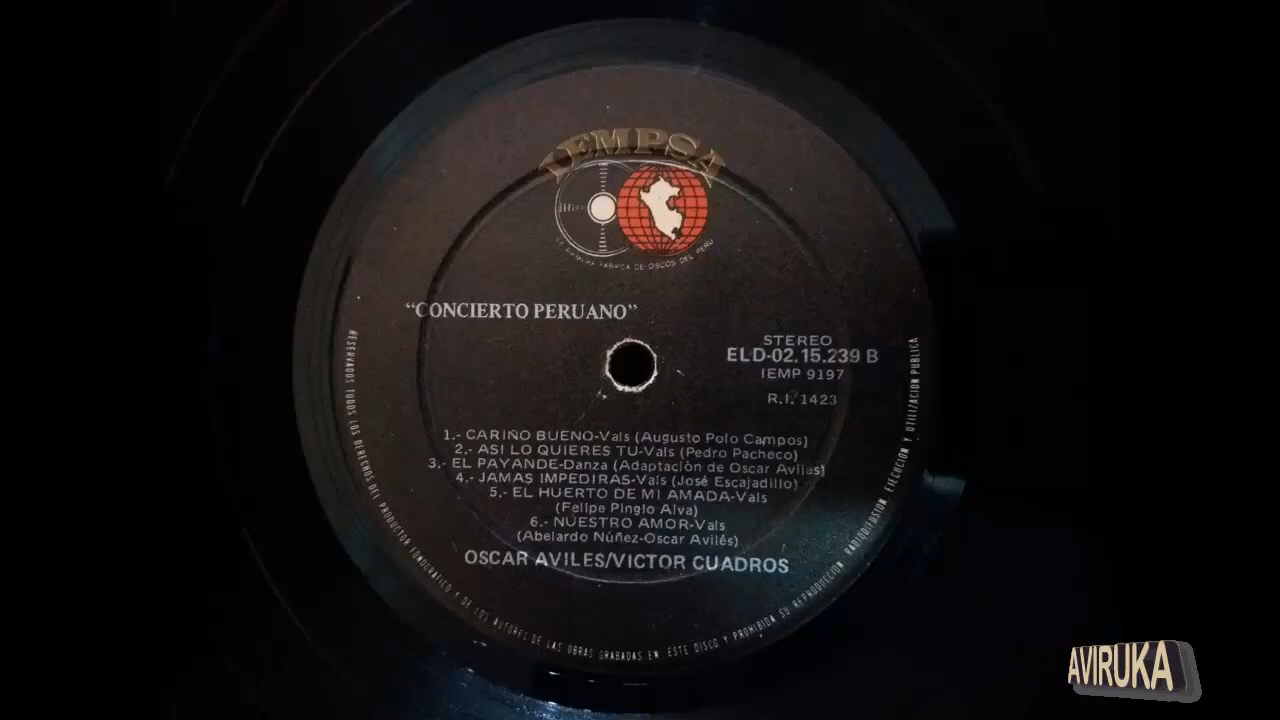 IEMPSA
LA PRIMERA FABRICA DE DISCOS DEL PERU
“CONCIERTO PERUANO”
STEREO
ELD-02.15.239 B
IEMP 9197
R.I. 1423
1.- CARIÑO BUENO-Vals (Augusto Polo Campos)
2.- ASI LO QUIERES TU-Vals (Pedro Pacheco)
3.- EL PAYANDE-Danza (Adaptación de Oscar Aviles)
4.- JAMAS IMPEDIRAS-Vals (José Escajadillo)
5.- EL HUERTO DE MI AMADA-Vals
(Felipe Pinglo Alva)
6.- NUESTRO AMOR-Vals
(Abelardo Núñez-Oscar Avilés)
OSCAR AVILES/VICTOR CUADROS
RESERVADOS TODOS LOS DERECHOS DEL PRODUCTOR FONOGRAFICO Y DE LOS AUTORES DE LAS OBRAS GRABADAS EN ESTE DISCO Y PROHIBIDA SU REPRODUCCION RADIODIFUSION EJECUCION Y UTILIZACION PUBLICA
AVIRUKA